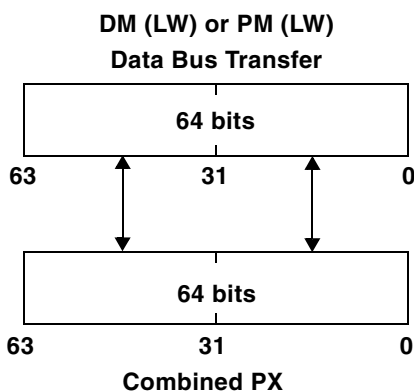 DM (LW) or PM (LW)
Data Bus Transfer
64 bits
63 31 0
64 bits
63 31 0
Combined PX